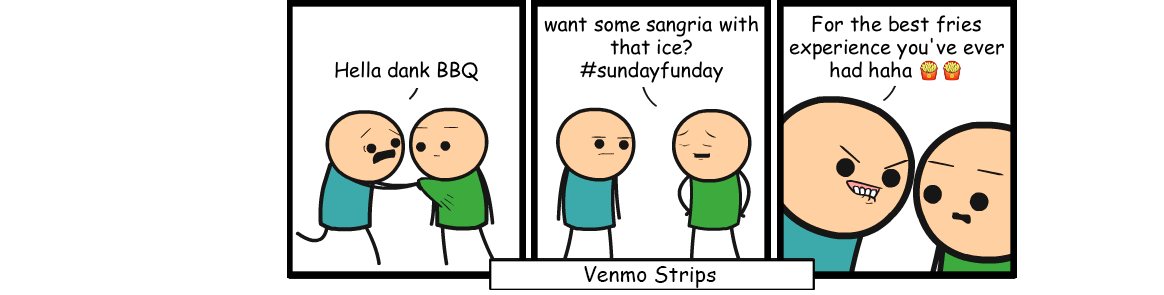 Hella dank BBQ
want some sangria with
that ice?
#sundayfunday
For the best fries
experience you've ever
had haha 🍟🍟
Venmo Strips